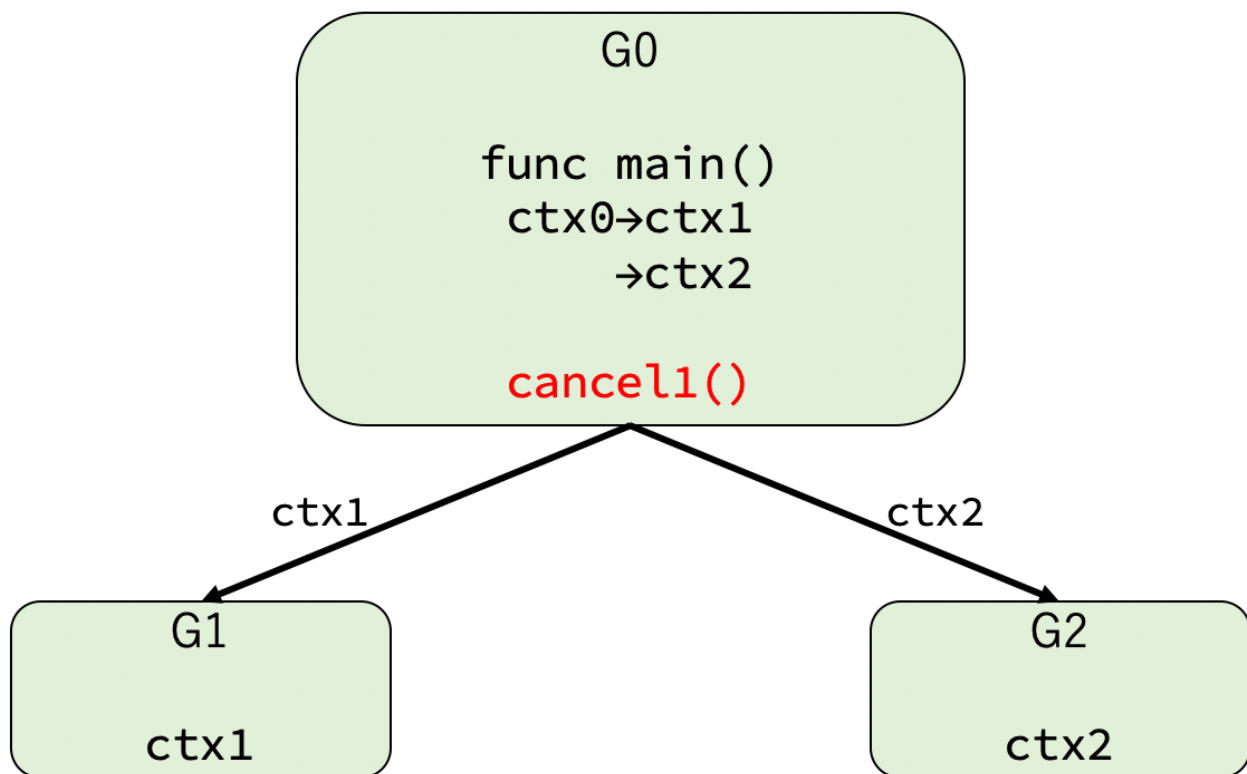 G0
func main()
ctx0→ctx1
→ctx2
cancel1()
ctx1
ctx2
G1
G2
ctx1
ctx2